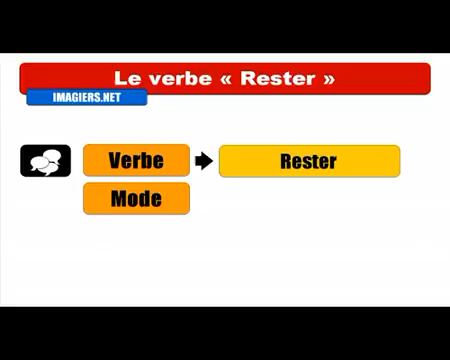 Le verbe « Rester »
IMAGIERS.NET
Verbe
Rester
Mode